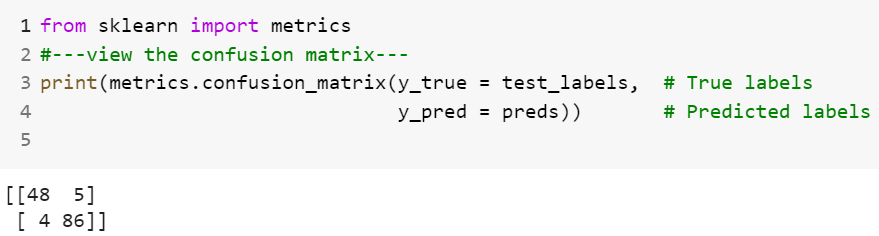 1 from sklearn import metrics
2 #---view the confusion matrix---
3 print(metrics.confusion_matrix(y_true = test_labels,  # True labels
4                                y_pred = preds))       # Predicted labels
5
[[48  5]
 [ 4 86]]